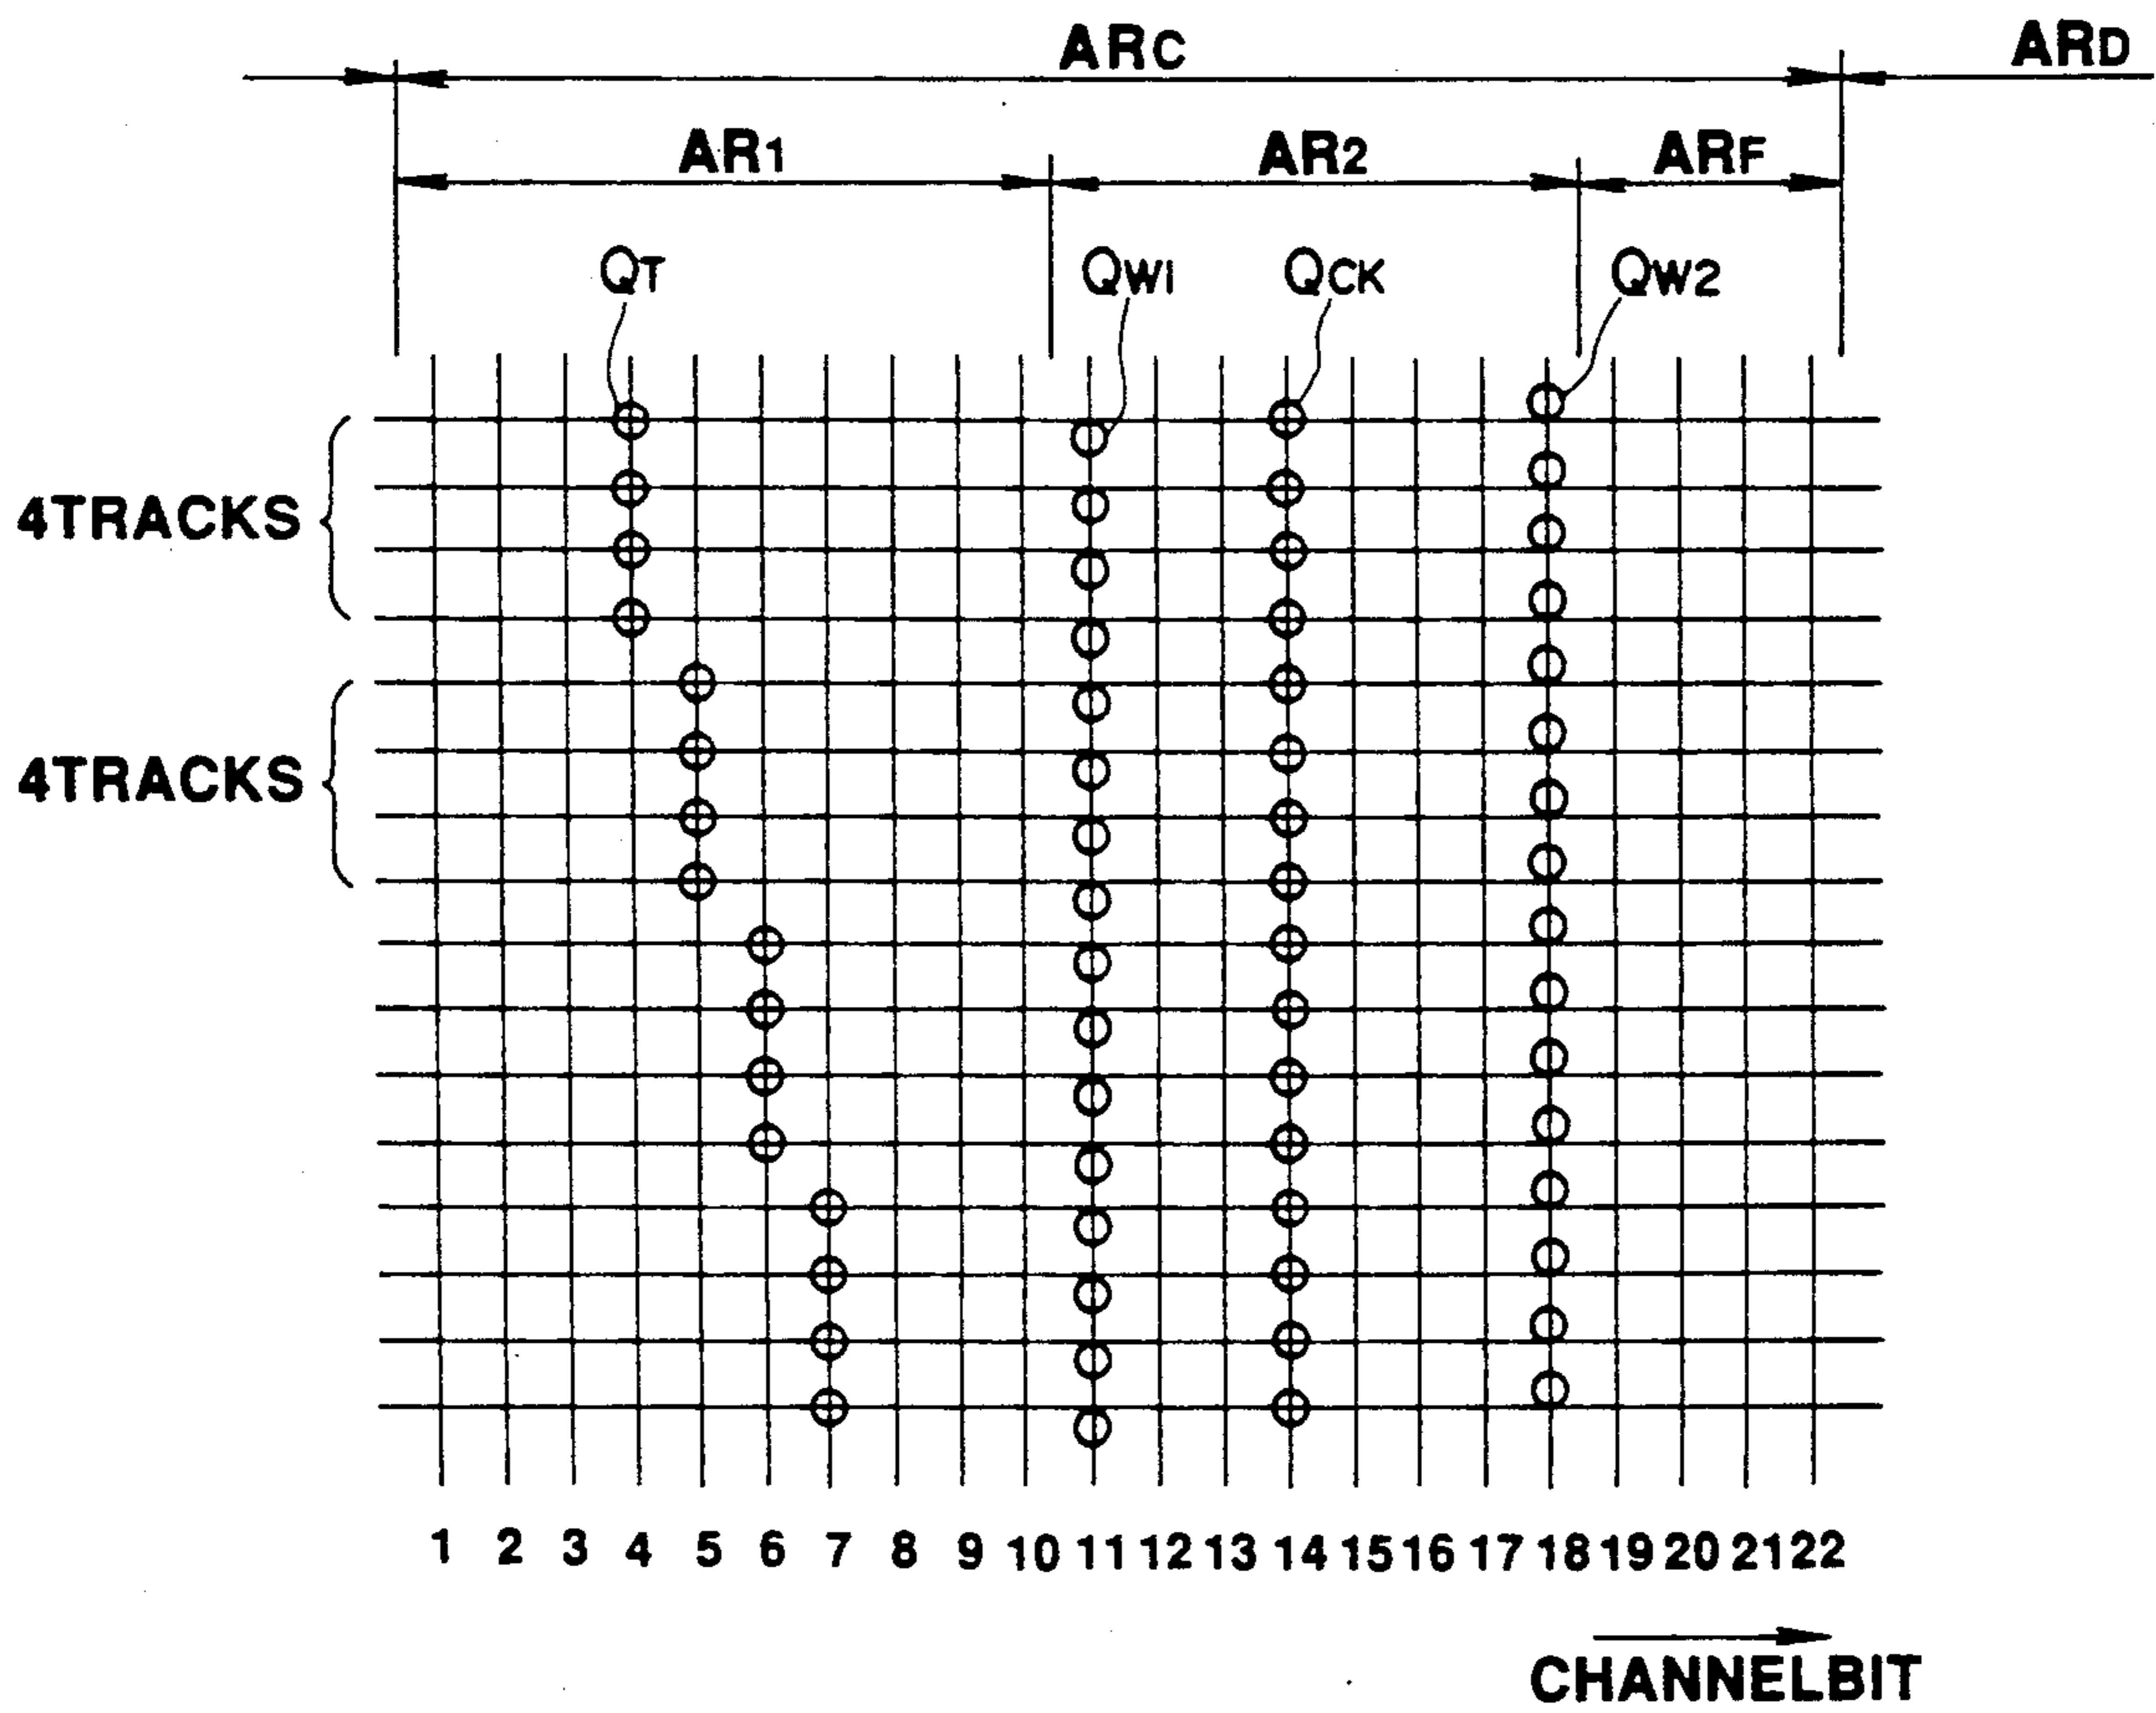 ARC ARD
AR1 AR2 ARF
QT QW1 QCK QW2
4TRACKS
4TRACKS
1 2 3 4 5 6 7 8 9 10 11 12 13 14 15 16 17 18 19 20 21 22
CHANNELBIT